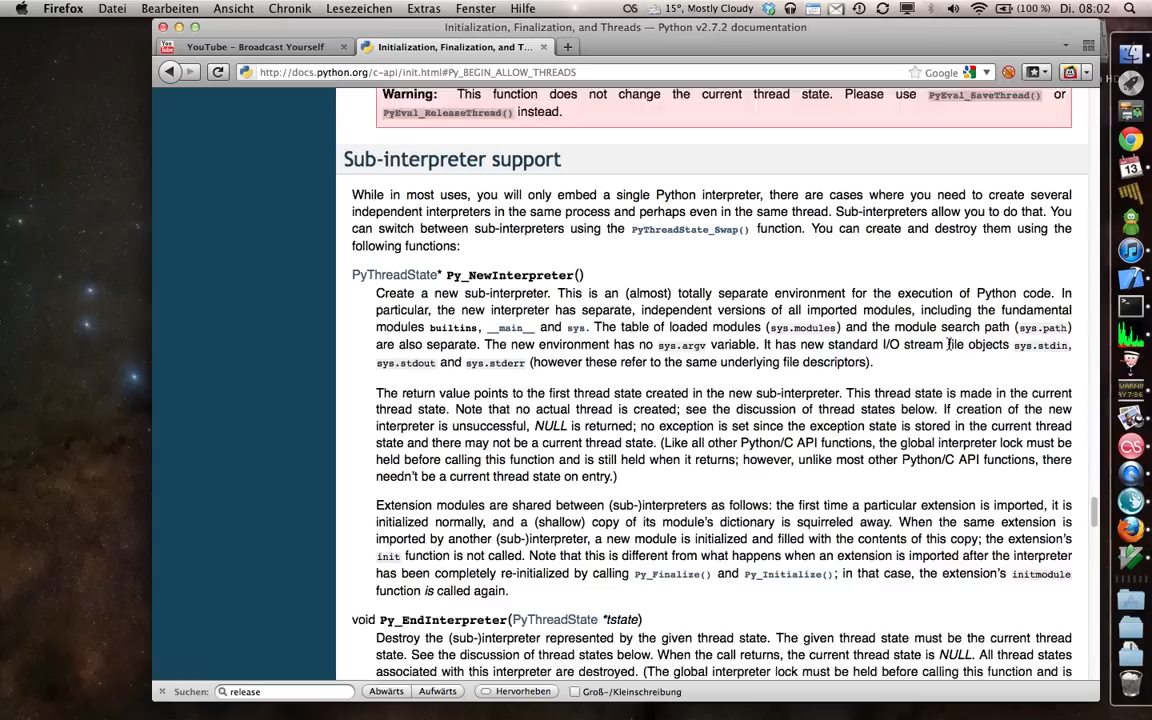 Firefox Datei Bearbeiten Ansicht Chronik Lesezeichen Extras Fenster Hilfe 15°, Mostly Cloudy (100 %) Di. 08:02
Initialization, Finalization, and Threads — Python v2.7.2 documentation
YouTube - Broadcast Yourself Initialization, Finalization, and T...
http://docs.python.org/c-api/init.html#Py_BEGIN_ALLOW_THREADS Google
Warning: This function does not change the current thread state. Please use PyEval_SaveThread() or
PyEval_ReleaseThread() instead.
Sub-interpreter support
While in most uses, you will only embed a single Python interpreter, there are cases where you need to create several
independent interpreters in the same process and perhaps even in the same thread. Sub-interpreters allow you to do that. You
can switch between sub-interpreters using the PyThreadState_Swap() function. You can create and destroy them using the
following functions:
PyThreadState* Py_NewInterpreter()
Create a new sub-interpreter. This is an (almost) totally separate environment for the execution of Python code. In
particular, the new interpreter has separate, independent versions of all imported modules, including the fundamental
modules builtins, __main__ and sys. The table of loaded modules (sys.modules) and the module search path (sys.path)
are also separate. The new environment has no sys.argv variable. It has new standard I/O stream file objects sys.stdin,
sys.stdout and sys.stderr (however these refer to the same underlying file descriptors).
The return value points to the first thread state created in the new sub-interpreter. This thread state is made in the current
thread state. Note that no actual thread is created; see the discussion of thread states below. If creation of the new
interpreter is unsuccessful, NULL is returned; no exception is set since the exception state is stored in the current thread
state and there may not be a current thread state. (Like all other Python/C API functions, the global interpreter lock must be
held before calling this function and is still held when it returns; however, unlike most other Python/C API functions, there
needn't be a current thread state on entry.)
Extension modules are shared between (sub-)interpreters as follows: the first time a particular extension is imported, it is
initialized normally, and a (shallow) copy of its module's dictionary is squirreled away. When the same extension is
imported by another (sub-)interpreter, a new module is initialized and filled with the contents of this copy; the extension's
init function is not called. Note that this is different from what happens when an extension is imported after the interpreter
has been completely re-initialized by calling Py_Finalize() and Py_Initialize(); in that case, the extension's initmodule
function is called again.
void Py_EndInterpreter(PyThreadState *tstate)
Destroy the (sub-)interpreter represented by the given thread state. The given thread state must be the current thread
state. See the discussion of thread states below. When the call returns, the current thread state is NULL. All thread states
associated with this interpreter are destroyed. (The global interpreter lock must be held before calling this function and is
Suchen: release Abwärts Aufwärts Hervorheben Groß-/Kleinschreibung